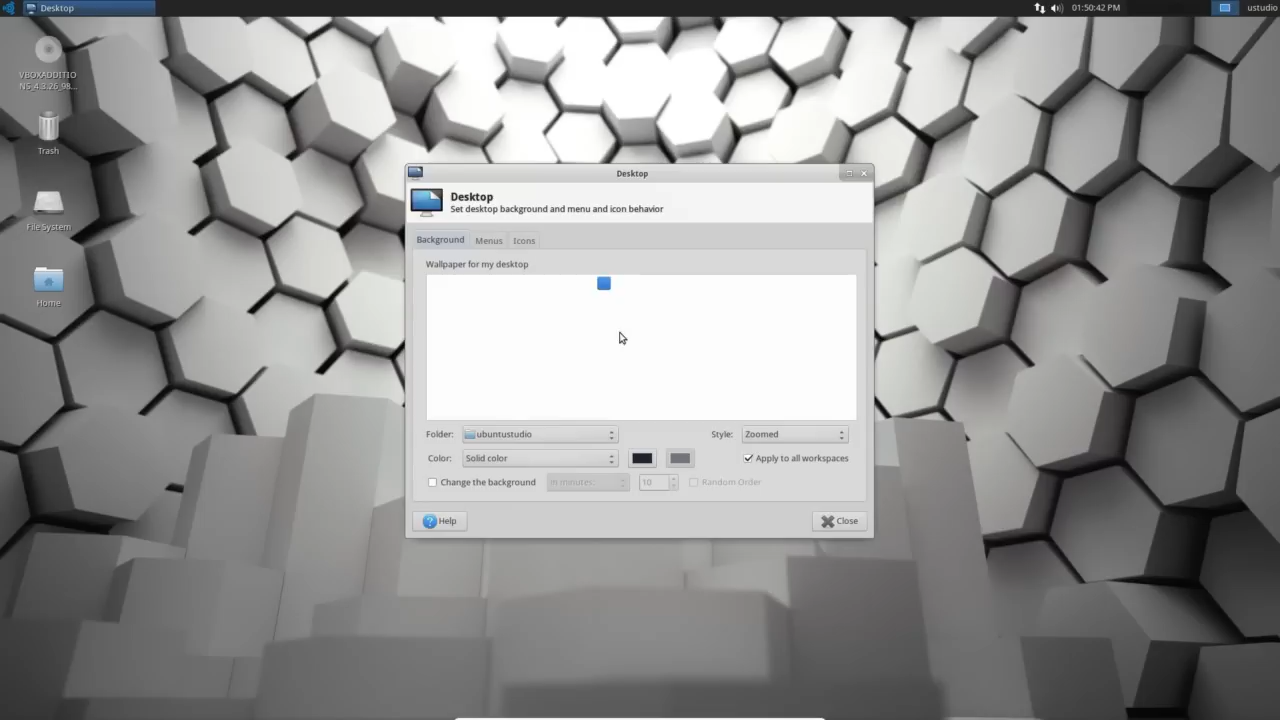 Desktop
01:50:42 PM
ustudio
VBOXADDITIO
NS_4.3.26_98...
Trash
File System
Home
Desktop
Desktop
Set desktop background and menu and icon behavior
Background Menus Icons
Wallpaper for my desktop
Folder: ubuntustudio Style: Zoomed
Color: Solid color Apply to all workspaces
Change the background In minutes: 10 Random Order
Help Close